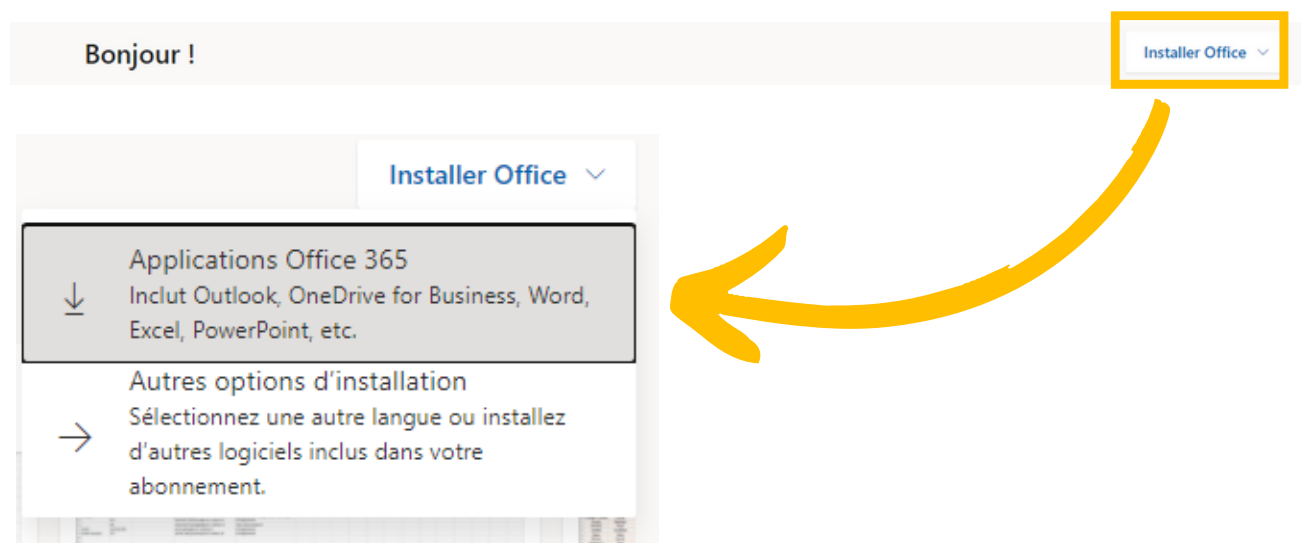 Bonjour !
Installer Office
Installer Office
Applications Office 365
Inclut Outlook, OneDrive for Business, Word,
Excel, PowerPoint, etc.
Autres options d'installation
Sélectionnez une autre langue ou installez
d'autres logiciels inclus dans votre
abonnement.